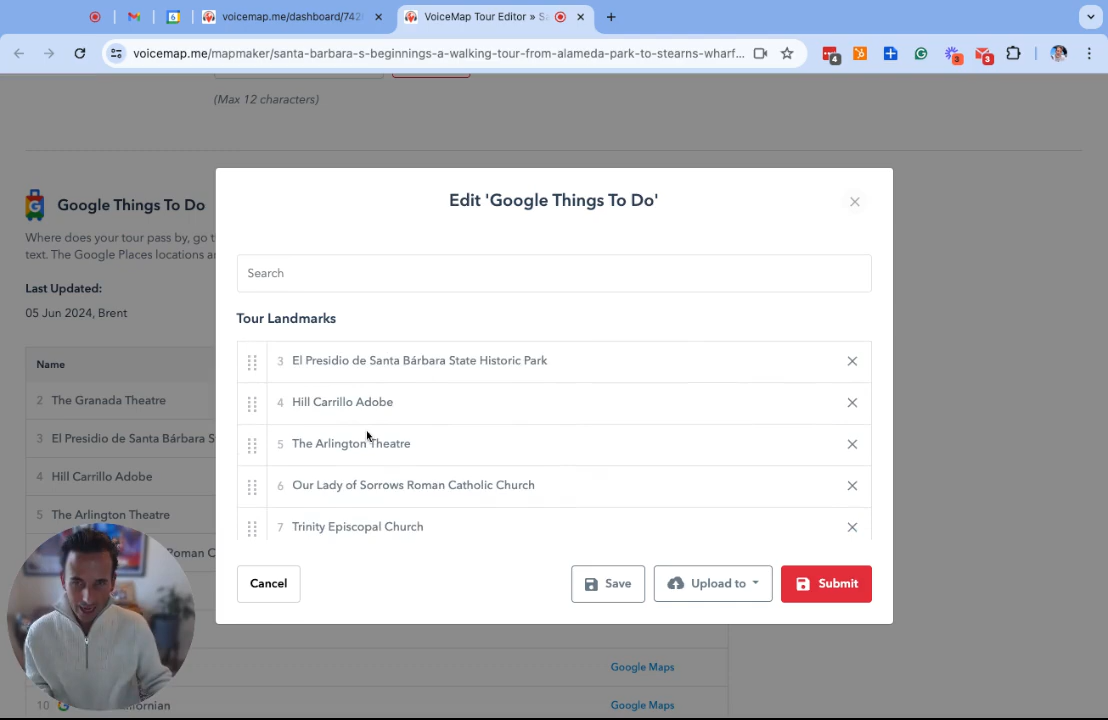 voicemap.me/dashboard/742
VoiceMap Tour Editor » S
voicemap.me/mapmaker/santa-barbara-s-beginnings-a-walking-tour-from-alameda-park-to-stearns-wharf...
4
3
3
(Max 12 characters)
Google Things To Do
Where does your tour pass by, go t
text. The Google Places locations a
Last Updated:
05 Jun 2024, Brent
Name
2 The Granada Theatre
3 El Presidio de Santa Bárbara S
4 Hill Carrillo Adobe
5 The Arlington Theatre
Roman C
Google Maps
10
ifornian
Google Maps
Edit 'Google Things To Do'
Search
Tour Landmarks
3 El Presidio de Santa Bárbara State Historic Park
4 Hill Carrillo Adobe
5 The Arlington Theatre
6 Our Lady of Sorrows Roman Catholic Church
7 Trinity Episcopal Church
Cancel
Save
Upload to
Submit